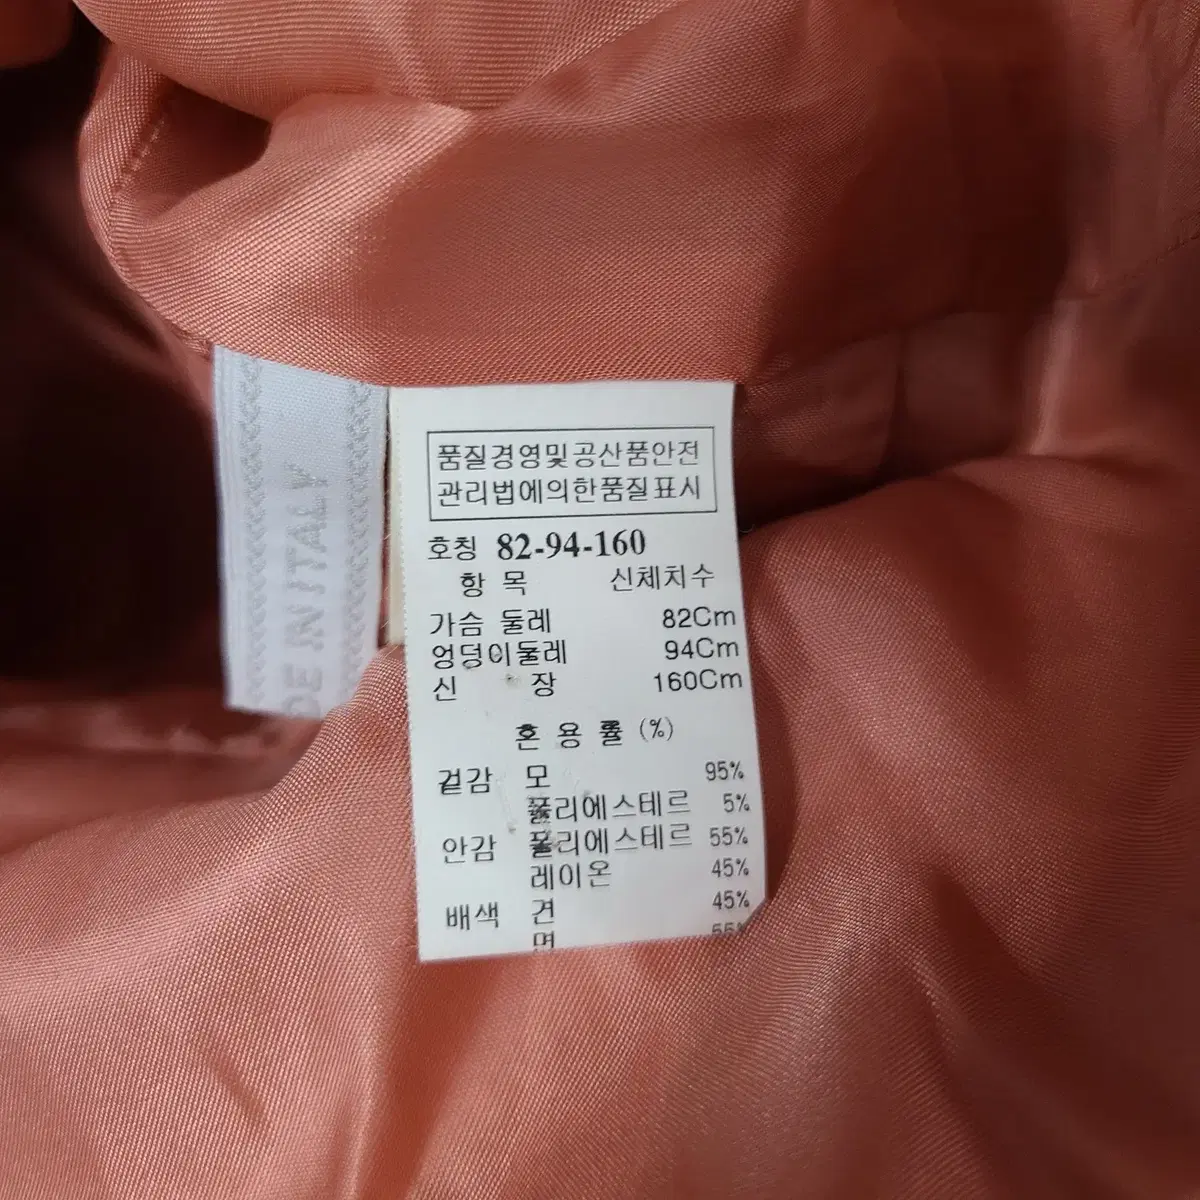 품질경영및공산품안전
관리법에의한품질표시
호칭 82-94-160
항 목 신체치수
가슴 둘레 82Cm
엉덩이둘레 94Cm
신 장 160Cm
혼 용 률 (%)
겉감 모 95%
폴리에스테르 5%
안감 폴리에스테르 55%
레이온 45%
배색 견 45%
면 55%
DE IN ITALY